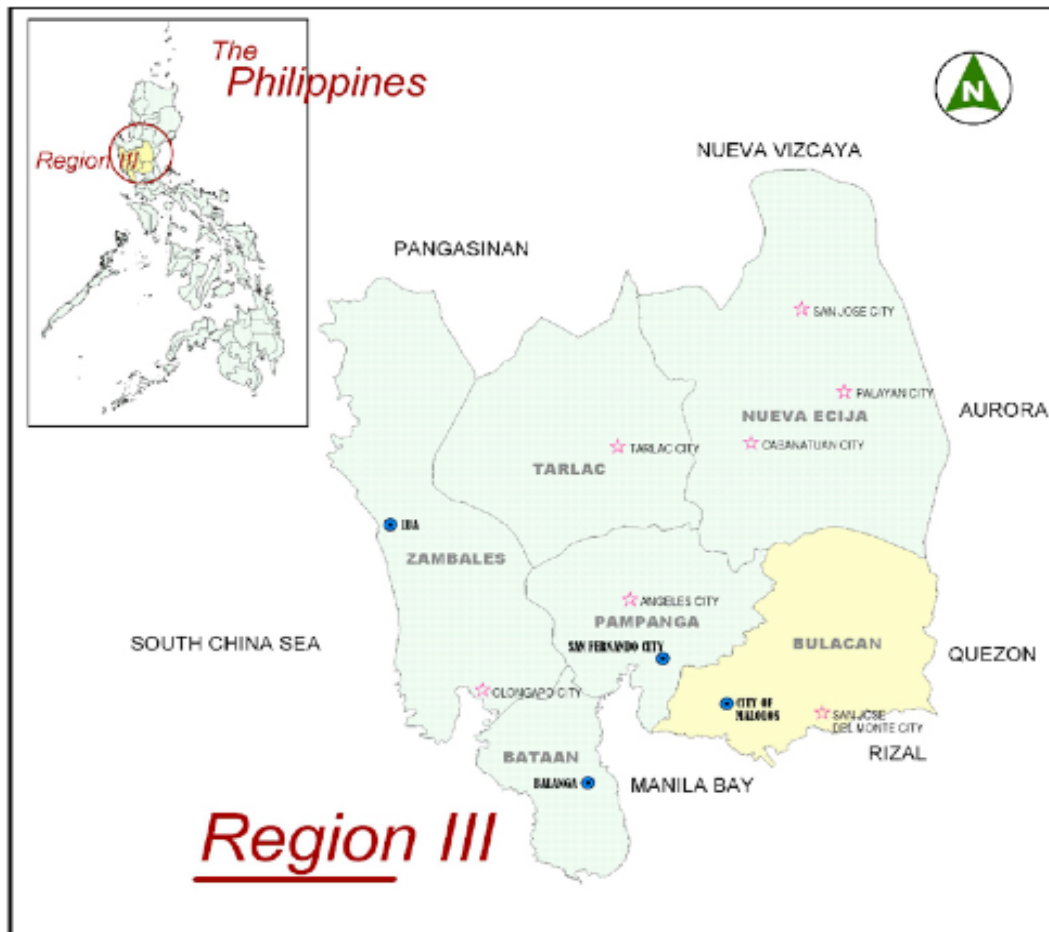 The
Philippines
Region III
N
NUEVA VIZCAYA
PANGASINAN
SAN JOSE CITY
PALAYAN CITY
NUEVA ECIJA
AURORA
CABANATUAN CITY
TARLAC CITY
TARLAC
IBA
ZAMBALES
ANGELES CITY
PAMPANGA
SOUTH CHINA SEA
SAN FERNANDO CITY
BULACAN
QUEZON
OLONGAPO CITY
CITY OF
MALOLOS
SAN JOSE
DEL MONTE CITY
RIZAL
BATAAN
BALANGA
MANILA BAY
Region III